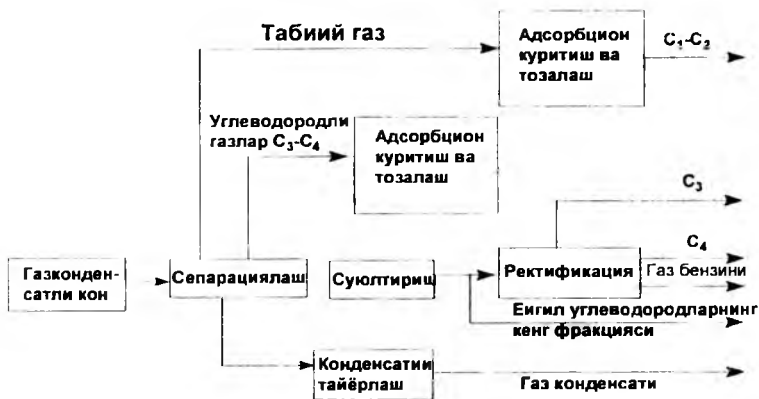 Табиий газ
Адсорбцион
куритиш ва
тозалаш
C₁-C₂
Углеводородли
газлар C₃-C₄
Адсорбцион
куритиш ва
тозалаш
C₃
Газконден-
сатли кон
Сепарациялаш
Суюлтириш
Ректификация
C₄
Газ бензини
Енгил углеводородларнинг
кенг фракцияси
Конденсатии
тайёрлаш
Газ конденсати